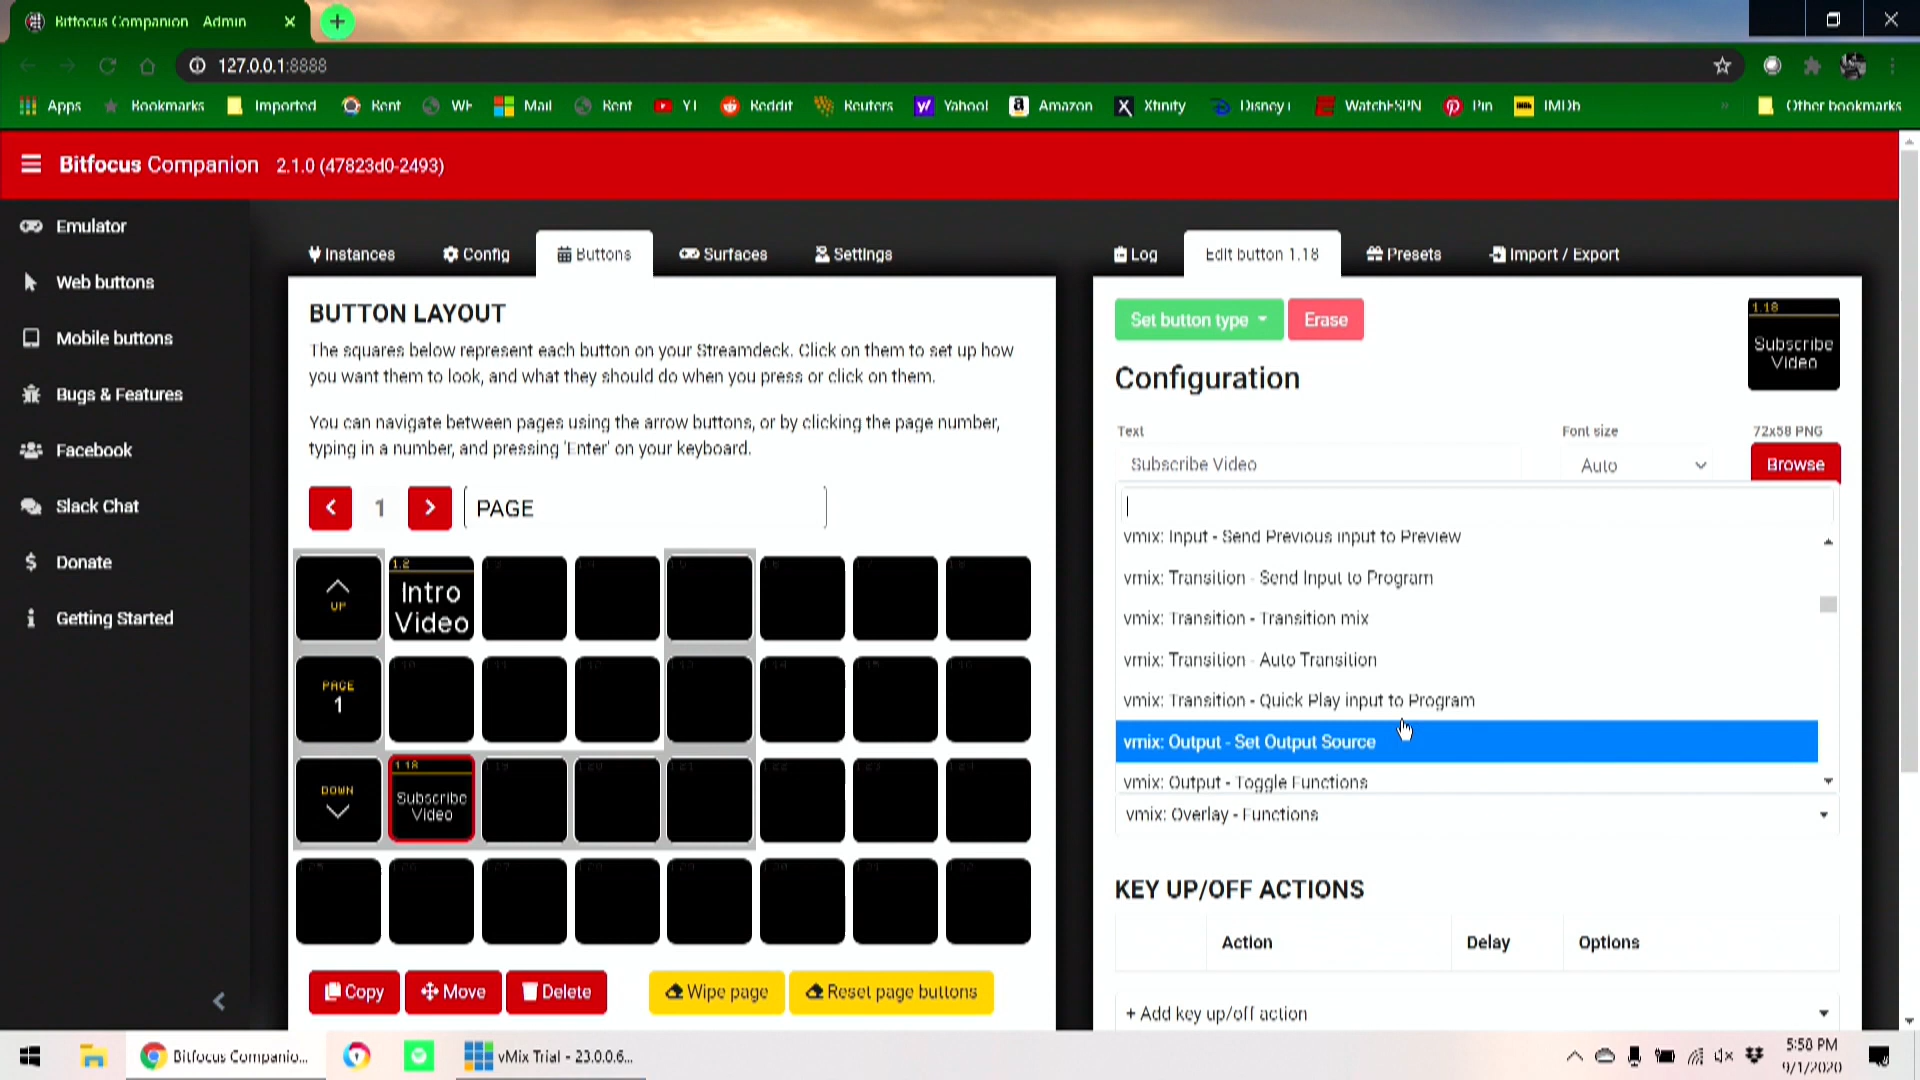 Bitfocus Companion Admin
127.0.0.1:8888
Apps
Bookmarks
Imported
Kent
Mail
Kent
YT
Reddit
Reuters
Yahoo!
Amazon
Xfinity
WatchESPN
Pin
IMDb
Other bookmarks
Bitfocus Companion 2.1.0 (47823d0-2493)
Emulator
Web buttons
Mobile buttons
Bugs & Features
Facebook
Slack Chat
Donate
Getting Started
Instances
Config
Buttons
Surfaces
Settings
BUTTON LAYOUT
The squares below represent each button on your Streamdeck. Click on them to set up how
you want them to look, and what they should do when you press or click on them.
You can navigate between pages using the arrow buttons, or by clicking the page number,
typing in a number, and pressing 'Enter' on your keyboard.
1
PAGE
UP
1.2
Intro
Video
PAGE
1
DOWN
1.18
Subscribe
Video
Copy
Move
Delete
Wipe page
Reset page buttons
Log
Edit button 1.18
Presets
Import / Export
Set button type
Erase
1.18
Subscribe
Video
Configuration
Text
Font size
72x58 PNG
Subscribe Video
Auto
Browse
vmix: Input - Send Previous input to Preview
vmix: Transition - Send Input to Program
vmix: Transition - Transition mix
vmix: Transition - Auto Transition
vmix: Transition - Quick Play input to Program
vmix: Output - Set Output Source
vmix: Output - Toggle Functions
vmix: Overlay - Functions
KEY UP/OFF ACTIONS
Action
Delay
Options
+ Add key up/off action
Bitfocus Companio...
vMix Trial - 23.0.0.6...
5:50 PM
9/1/2020